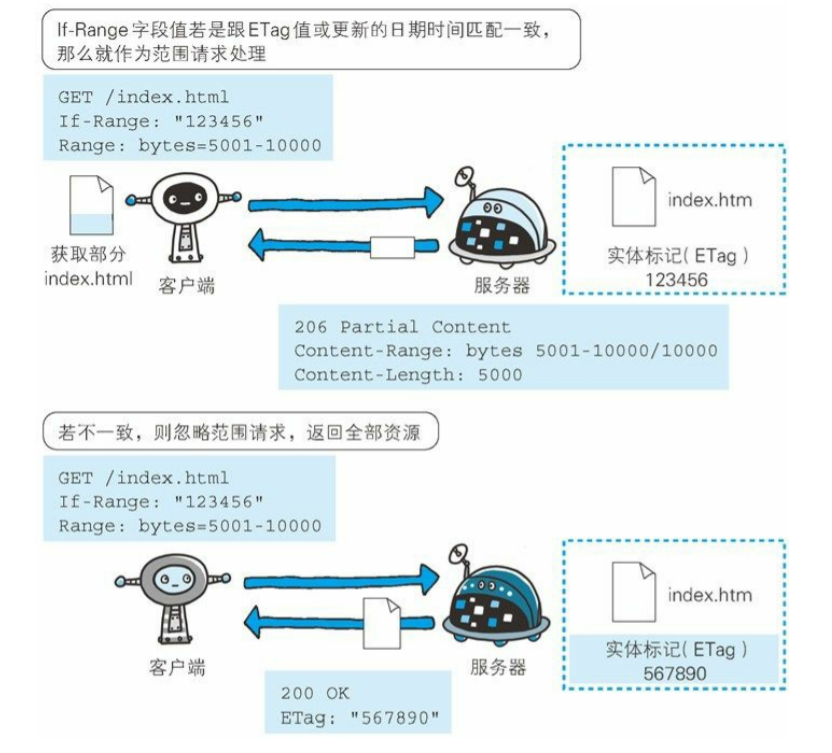 If-Range 字段值若是跟ETag值或更新的日期时间匹配一致，
那么就作为范围请求处理
GET /index.html
If-Range: "123456"
Range: bytes=5001-10000
获取部分
index.html
客户端
服务器
index.htm
实体标记( ETag )
123456
206 Partial Content
Content-Range: bytes 5001-10000/10000
Content-Length: 5000
若不一致，则忽略范围请求，返回全部资源
GET /index.html
If-Range: "123456"
Range: bytes=5001-10000
客户端
服务器
index.htm
实体标记( ETag )
567890
200 OK
ETag: "567890"